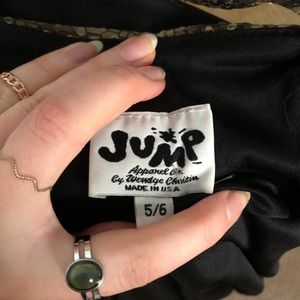 JUMP
Apparel Co.
by Wendye Chaitin
MADE IN U.S.A.
5/6